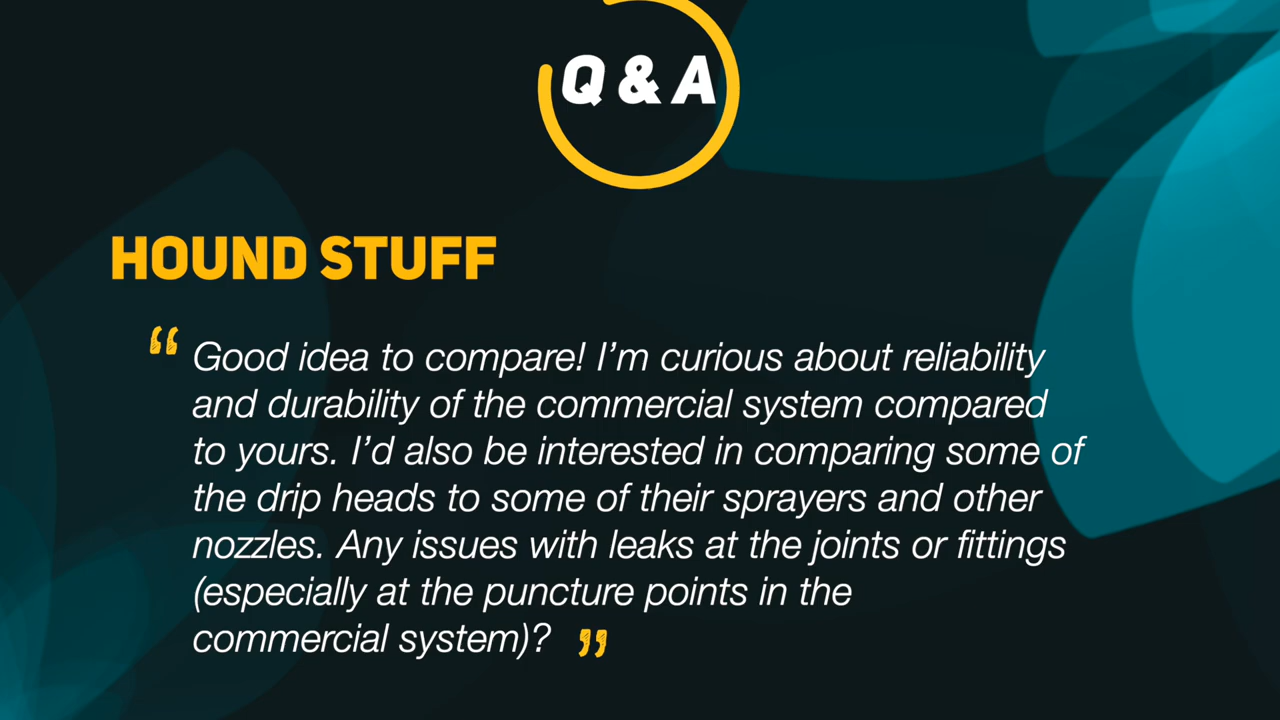 Q & A
HOUND STUFF
“ Good idea to compare! I’m curious about reliability
and durability of the commercial system compared
to yours. I’d also be interested in comparing some of
the drip heads to some of their sprayers and other
nozzles. Any issues with leaks at the joints or fittings
(especially at the puncture points in the
commercial system)? ”